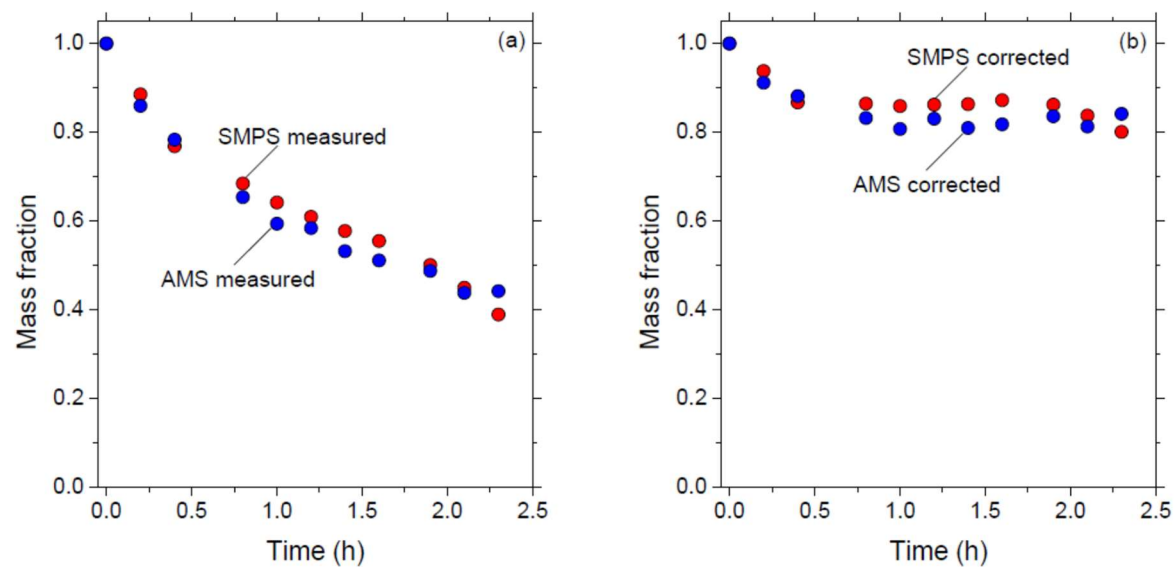 (a)
1.0
0.8
0.6
0.4
0.2
0.0
Mass fraction
SMPS measured
AMS measured
0.0 0.5 1.0 1.5 2.0 2.5
Time (h)
(b)
1.0
0.8
0.6
0.4
0.2
0.0
Mass fraction
SMPS corrected
AMS corrected
0.0 0.5 1.0 1.5 2.0 2.5
Time (h)